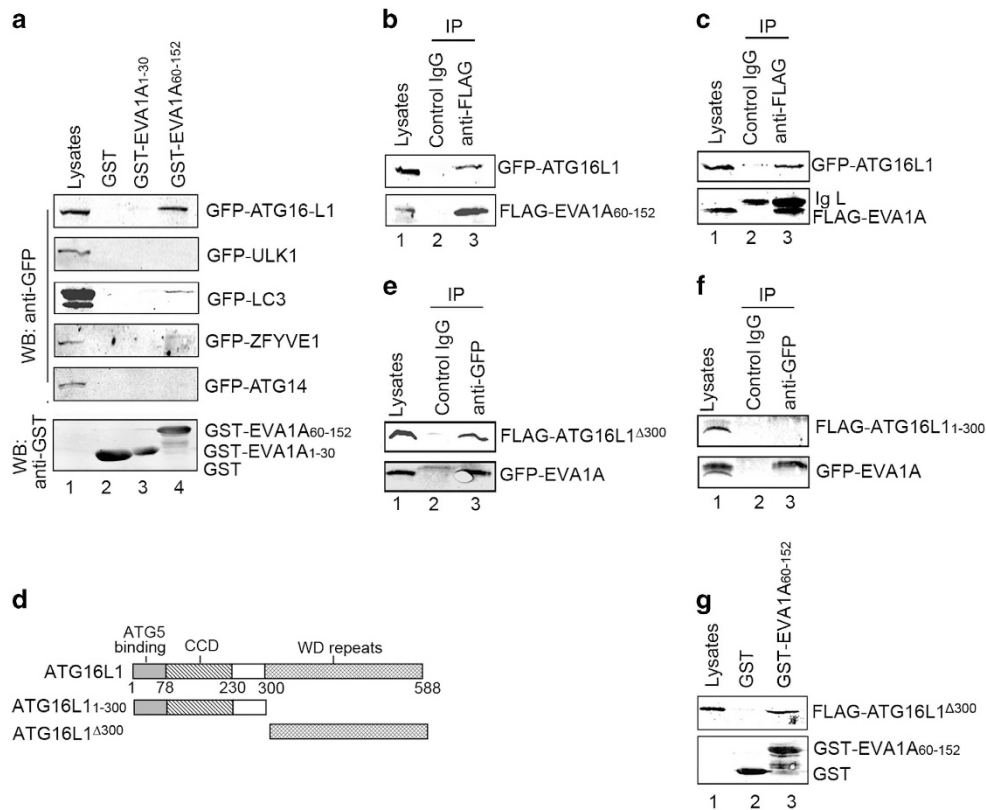 a
Lysates
GST
GST-EVA1A1-30
GST-EVA1A60-152
WB: anti-GFP
GFP-ATG16-L1
GFP-ULK1
GFP-LC3
GFP-ZFYVE1
GFP-ATG14
WB: anti-GST
GST-EVA1A60-152
GST-EVA1A1-30
GST
1 2 3 4
b
IP
Lysates
Control IgG
anti-FLAG
GFP-ATG16L1
FLAG-EVA1A60-152
1 2 3
c
IP
Lysates
Control IgG
anti-FLAG
GFP-ATG16L1
Ig L
FLAG-EVA1A
1 2 3
e
IP
Lysates
Control IgG
anti-GFP
FLAG-ATG16L1Δ300
GFP-EVA1A
1 2 3
f
IP
Lysates
Control IgG
anti-GFP
FLAG-ATG16L11-300
GFP-EVA1A
1 2 3
d
ATG5 binding
CCD
WD repeats
ATG16L1
1 78 230 300 588
ATG16L11-300
ATG16L1Δ300
g
Lysates
GST
GST-EVA1A60-152
FLAG-ATG16L1Δ300
GST-EVA1A60-152
GST
1 2 3